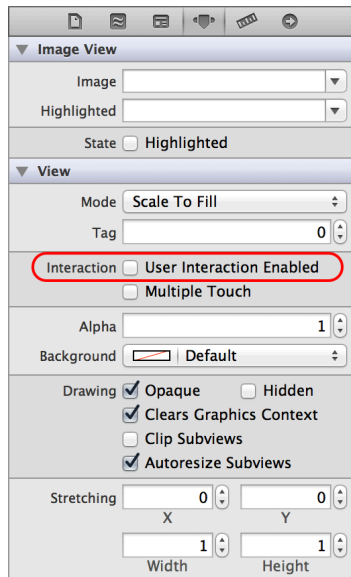 Image View
Image
Highlighted
State Highlighted
View
Mode Scale To Fill
Tag 0
Interaction User Interaction Enabled
Multiple Touch
Alpha 1
Background Default
Drawing Opaque Hidden
Clears Graphics Context
Clip Subviews
Autoresize Subviews
Stretching 0 0
X Y
1 1
Width Height